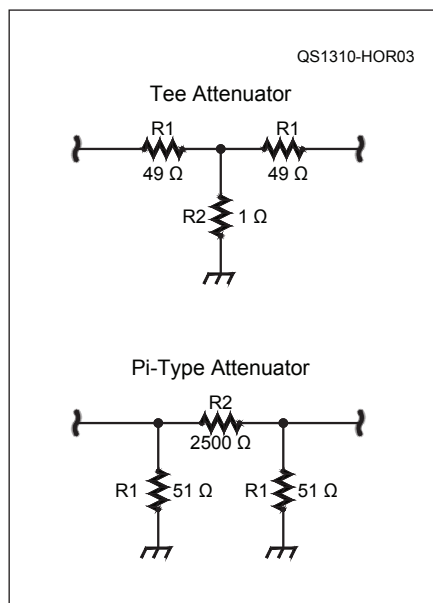 QS1310-HOR03
Tee Attenuator
R1 R1
49 Ω 49 Ω
R2 1 Ω
Pi-Type Attenuator
R2
2500 Ω
R1 51 Ω R1 51 Ω